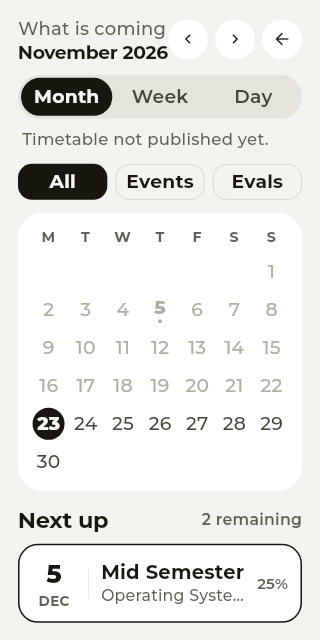 What is coming
November 2026
Month Week Day
Timetable not published yet.
All Events Evals
M T W T F S S
1
2 3 4 5 6 7 8
9 10 11 12 13 14 15
16 17 18 19 20 21 22
23 24 25 26 27 28 29
30
Next up 2 remaining
5 Mid Semester 25%
DEC Operating Syste...